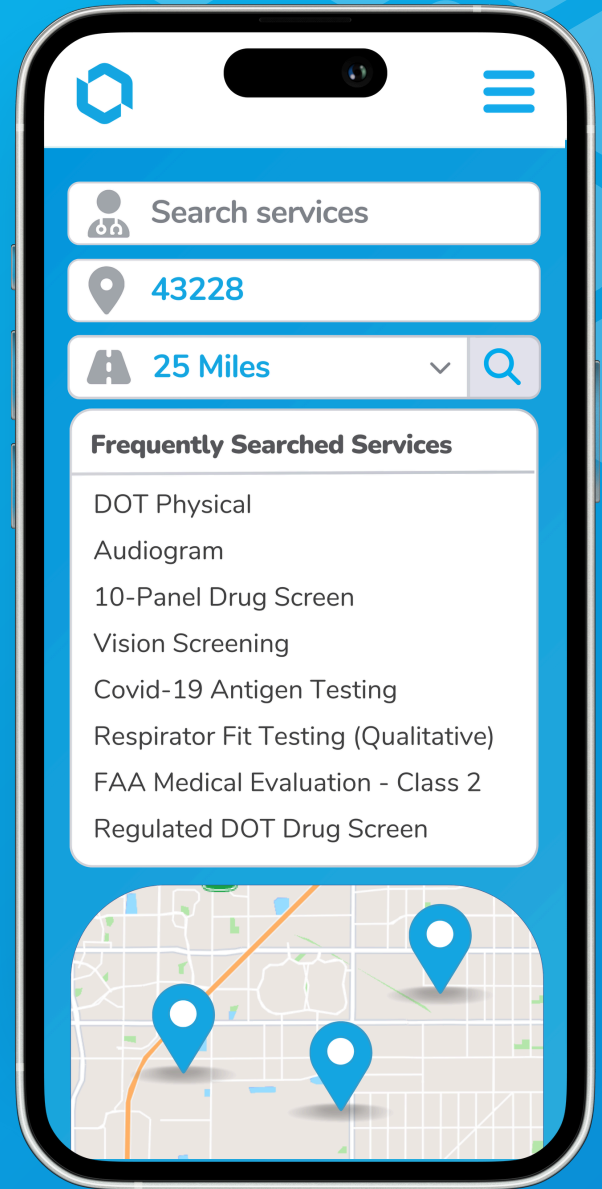 Search services
43228
25 Miles
Frequently Searched Services
DOT Physical
Audiogram
10-Panel Drug Screen
Vision Screening
Covid-19 Antigen Testing
Respirator Fit Testing (Qualitative)
FAA Medical Evaluation - Class 2
Regulated DOT Drug Screen